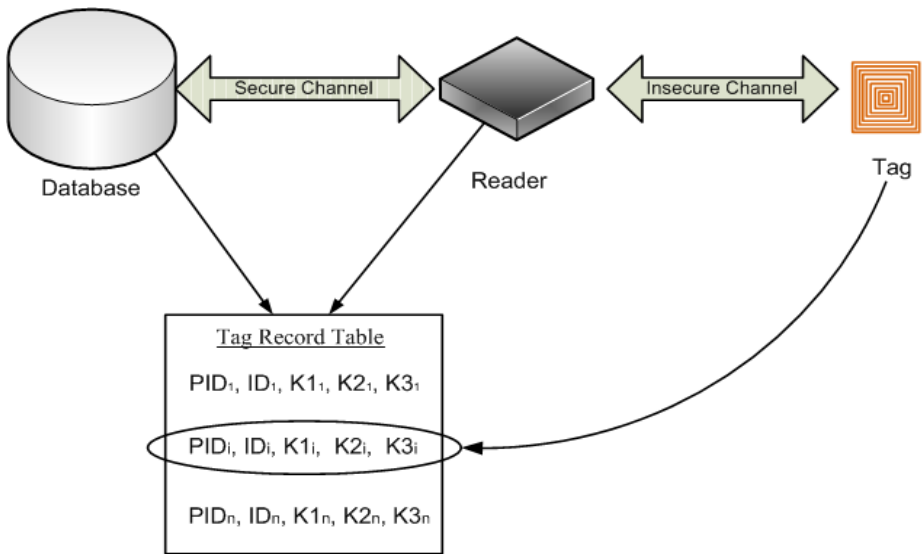 Secure Channel
Insecure Channel
Database
Reader
Tag
Tag Record Table
PID₁, ID₁, K1₁, K2₁, K3₁
PIDᵢ, IDᵢ, K1ᵢ, K2ᵢ, K3ᵢ
PIDₙ, IDₙ, K1ₙ, K2ₙ, K3ₙ